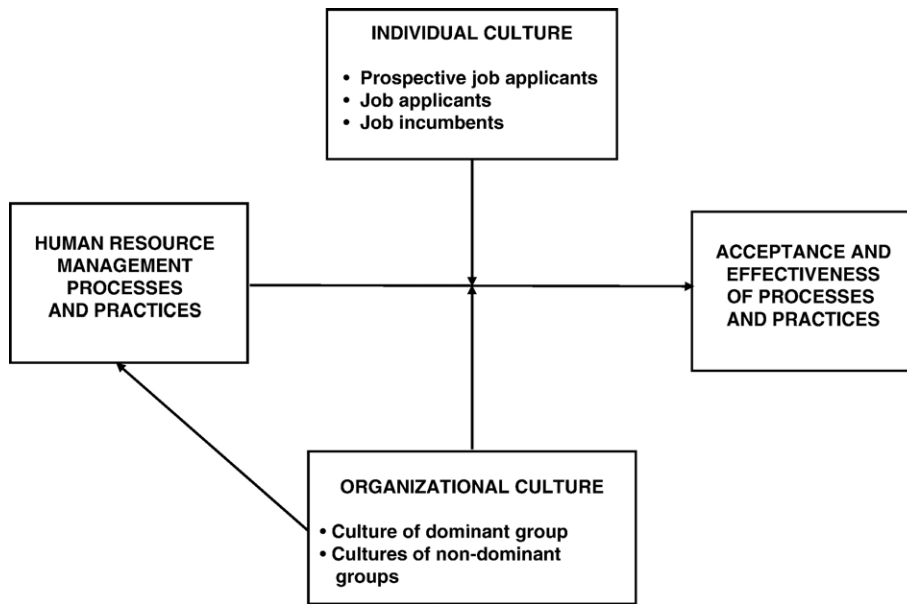 INDIVIDUAL CULTURE
• Prospective job applicants
• Job applicants
• Job incumbents
HUMAN RESOURCE
MANAGEMENT
PROCESSES
AND PRACTICES
ACCEPTANCE AND
EFFECTIVENESS
OF PROCESSES
AND PRACTICES
ORGANIZATIONAL CULTURE
• Culture of dominant group
• Cultures of non-dominant
groups